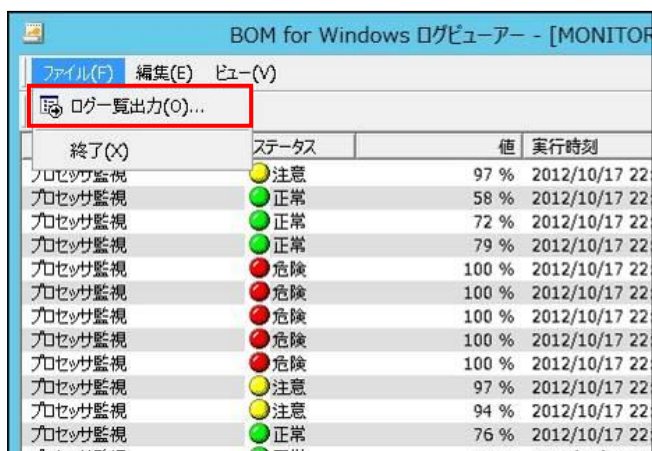 BOM for Windows ログビューアー - [MONITOR
ファイル(F) 編集(E) ビュー(V)
ログ一覧出力(O)...
終了(X)
ステータス 値 実行時刻
プロセッサ監視 注意 97 % 2012/10/17 22:
プロセッサ監視 正常 58 % 2012/10/17 22:
プロセッサ監視 正常 72 % 2012/10/17 22:
プロセッサ監視 正常 79 % 2012/10/17 22:
プロセッサ監視 危険 100 % 2012/10/17 22:
プロセッサ監視 危険 100 % 2012/10/17 22:
プロセッサ監視 危険 100 % 2012/10/17 22:
プロセッサ監視 危険 100 % 2012/10/17 22:
プロセッサ監視 危険 100 % 2012/10/17 22:
プロセッサ監視 注意 97 % 2012/10/17 22:
プロセッサ監視 注意 94 % 2012/10/17 22:
プロセッサ監視 正常 76 % 2012/10/17 22: